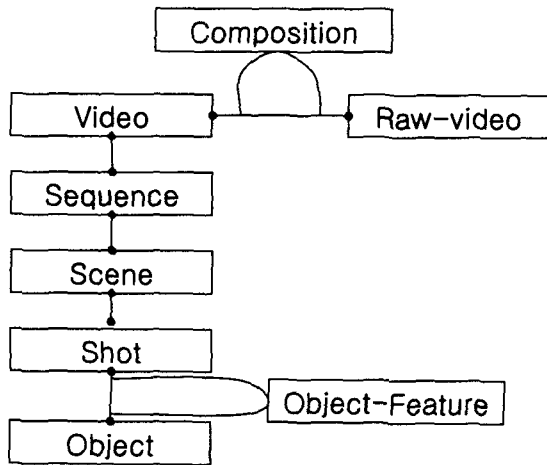 Composition
Video
Raw-video
Sequence
Scene
Shot
Object-Feature
Object